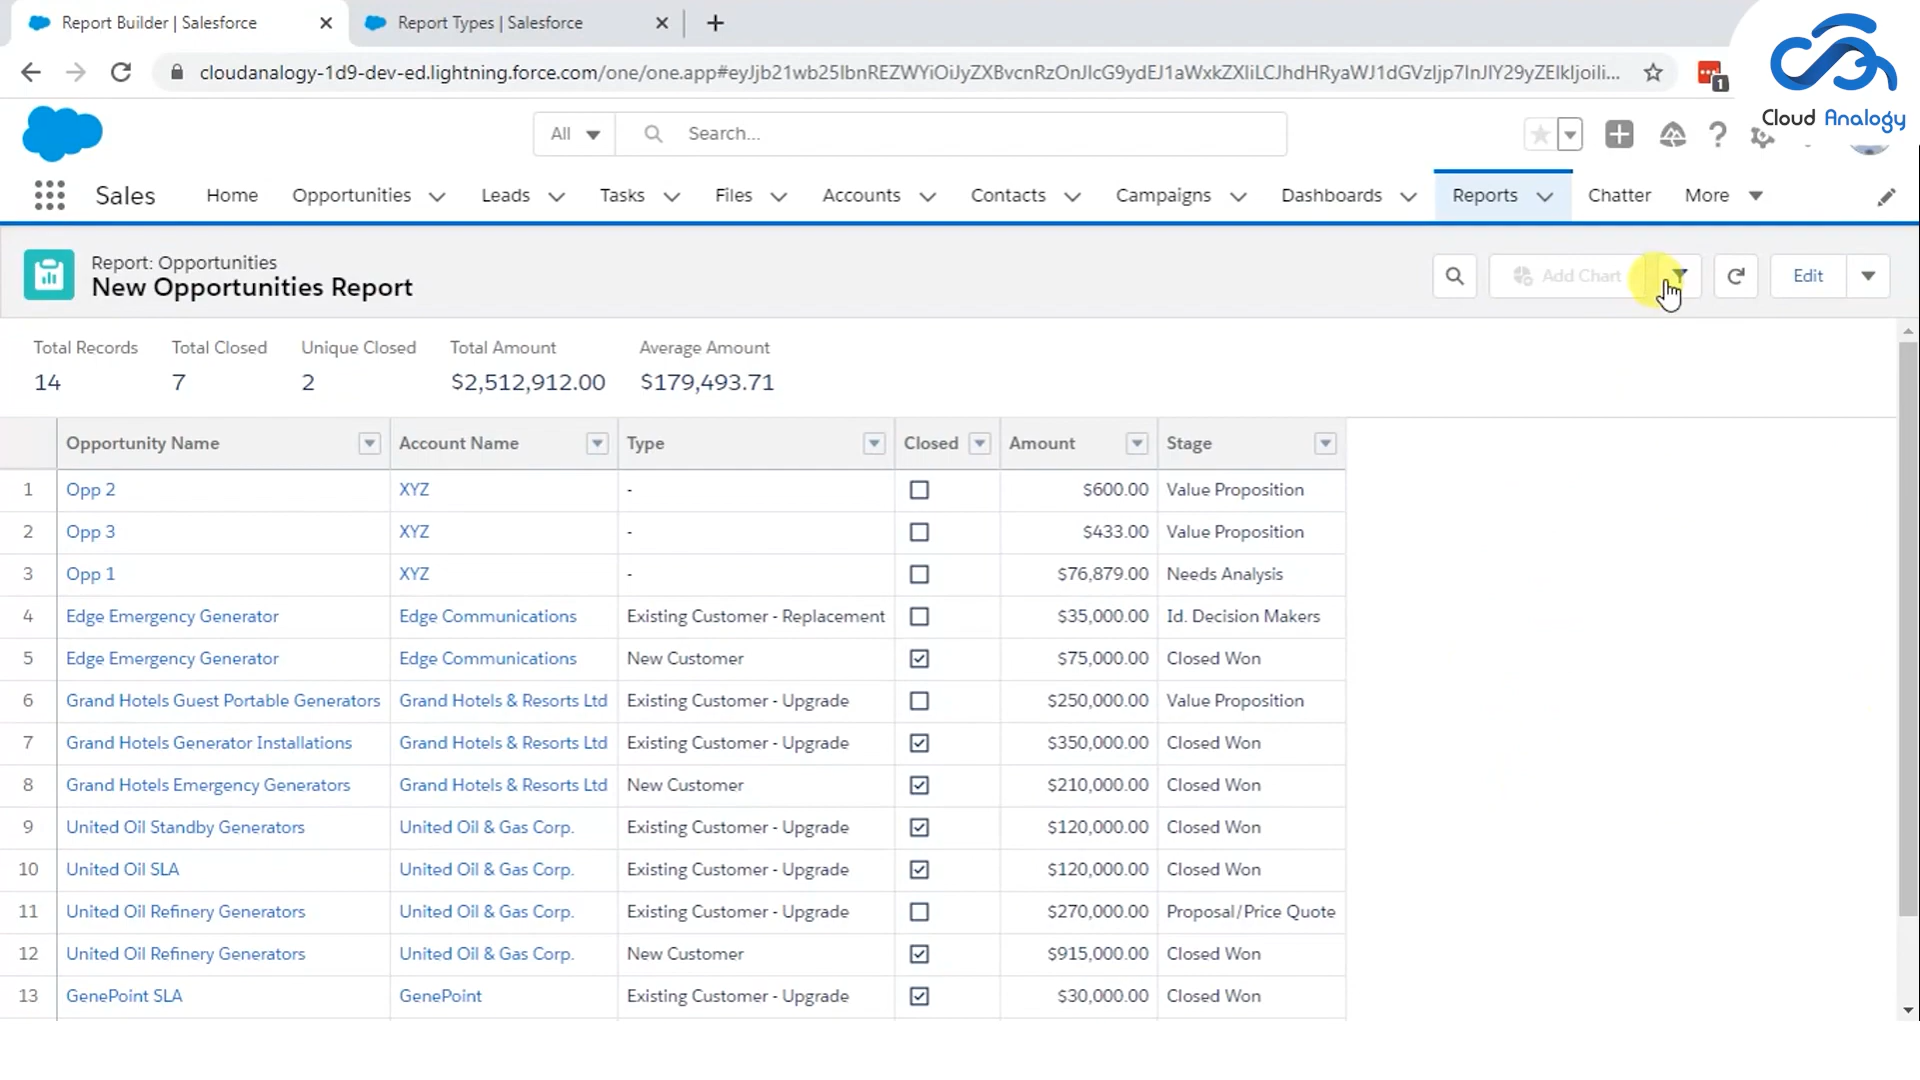 Report Builder | Salesforce
Report Types | Salesforce
cloudanalogy-1d9-dev-ed.lightning.force.com/one/one.app#
1
Cloud Analogy
All
Search...
Sales
Home
Opportunities
Leads
Tasks
Files
Accounts
Contacts
Campaigns
Dashboards
Reports
Chatter
More
Report: Opportunities
New Opportunities Report
Add Chart
Edit
Total Records Total Closed Unique Closed Total Amount Average Amount
14 7 2 $2,512,912.00 $179,493.71
Opportunity Name Account Name Type Closed Amount Stage
1 Opp 2 XYZ - $600.00 Value Proposition
2 Opp 3 XYZ - $433.00 Value Proposition
3 Opp 1 XYZ - $76,879.00 Needs Analysis
4 Edge Emergency Generator Edge Communications Existing Customer - Replacement $35,000.00 Id. Decision Makers
5 Edge Emergency Generator Edge Communications New Customer $75,000.00 Closed Won
6 Grand Hotels Guest Portable Generators Grand Hotels & Resorts Ltd Existing Customer - Upgrade $250,000.00 Value Proposition
7 Grand Hotels Generator Installations Grand Hotels & Resorts Ltd Existing Customer - Upgrade $350,000.00 Closed Won
8 Grand Hotels Emergency Generators Grand Hotels & Resorts Ltd New Customer $210,000.00 Closed Won
9 United Oil Standby Generators United Oil & Gas Corp. Existing Customer - Upgrade $120,000.00 Closed Won
10 United Oil SLA United Oil & Gas Corp. Existing Customer - Upgrade $120,000.00 Closed Won
11 United Oil Refinery Generators United Oil & Gas Corp. Existing Customer - Upgrade $270,000.00 Proposal/Price Quote
12 United Oil Refinery Generators United Oil & Gas Corp. New Customer $915,000.00 Closed Won
13 GenePoint SLA GenePoint Existing Customer - Upgrade $30,000.00 Closed Won